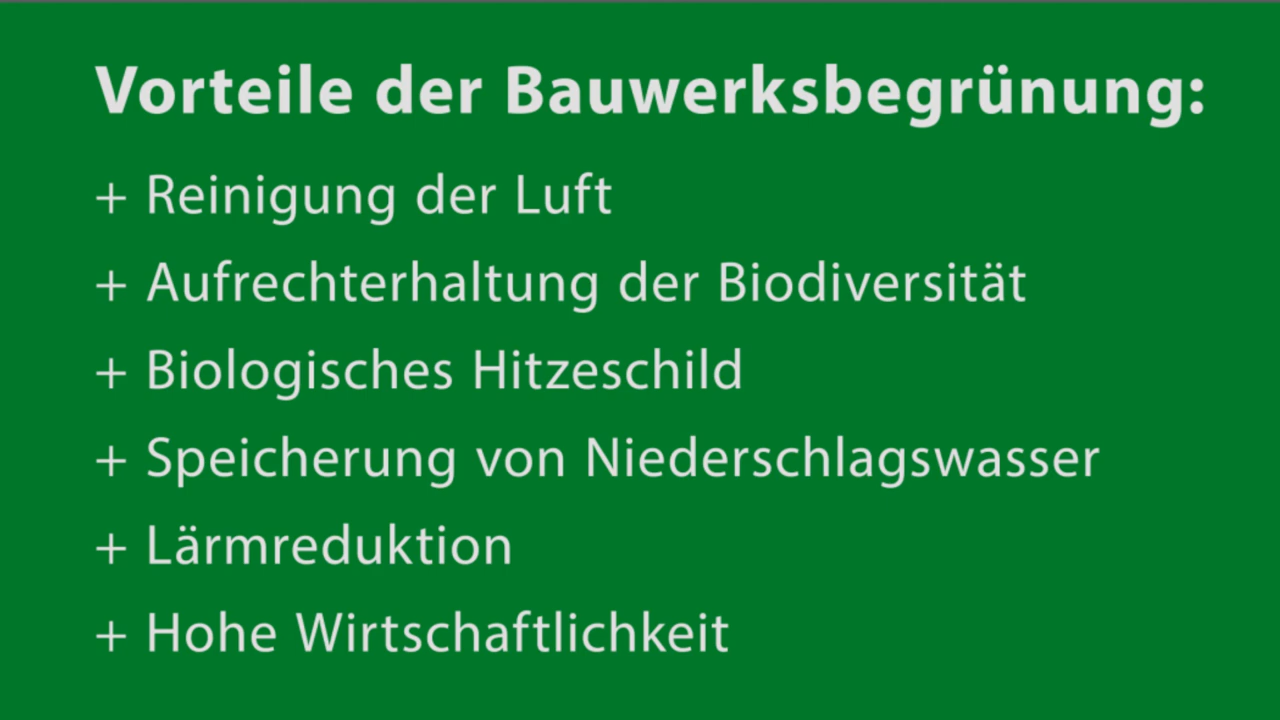 Vorteile der Bauwerksbegrünung:
+ Reinigung der Luft
+ Aufrechterhaltung der Biodiversität
+ Biologisches Hitzeschild
+ Speicherung von Niederschlagswasser
+ Lärmreduktion
+ Hohe Wirtschaftlichkeit